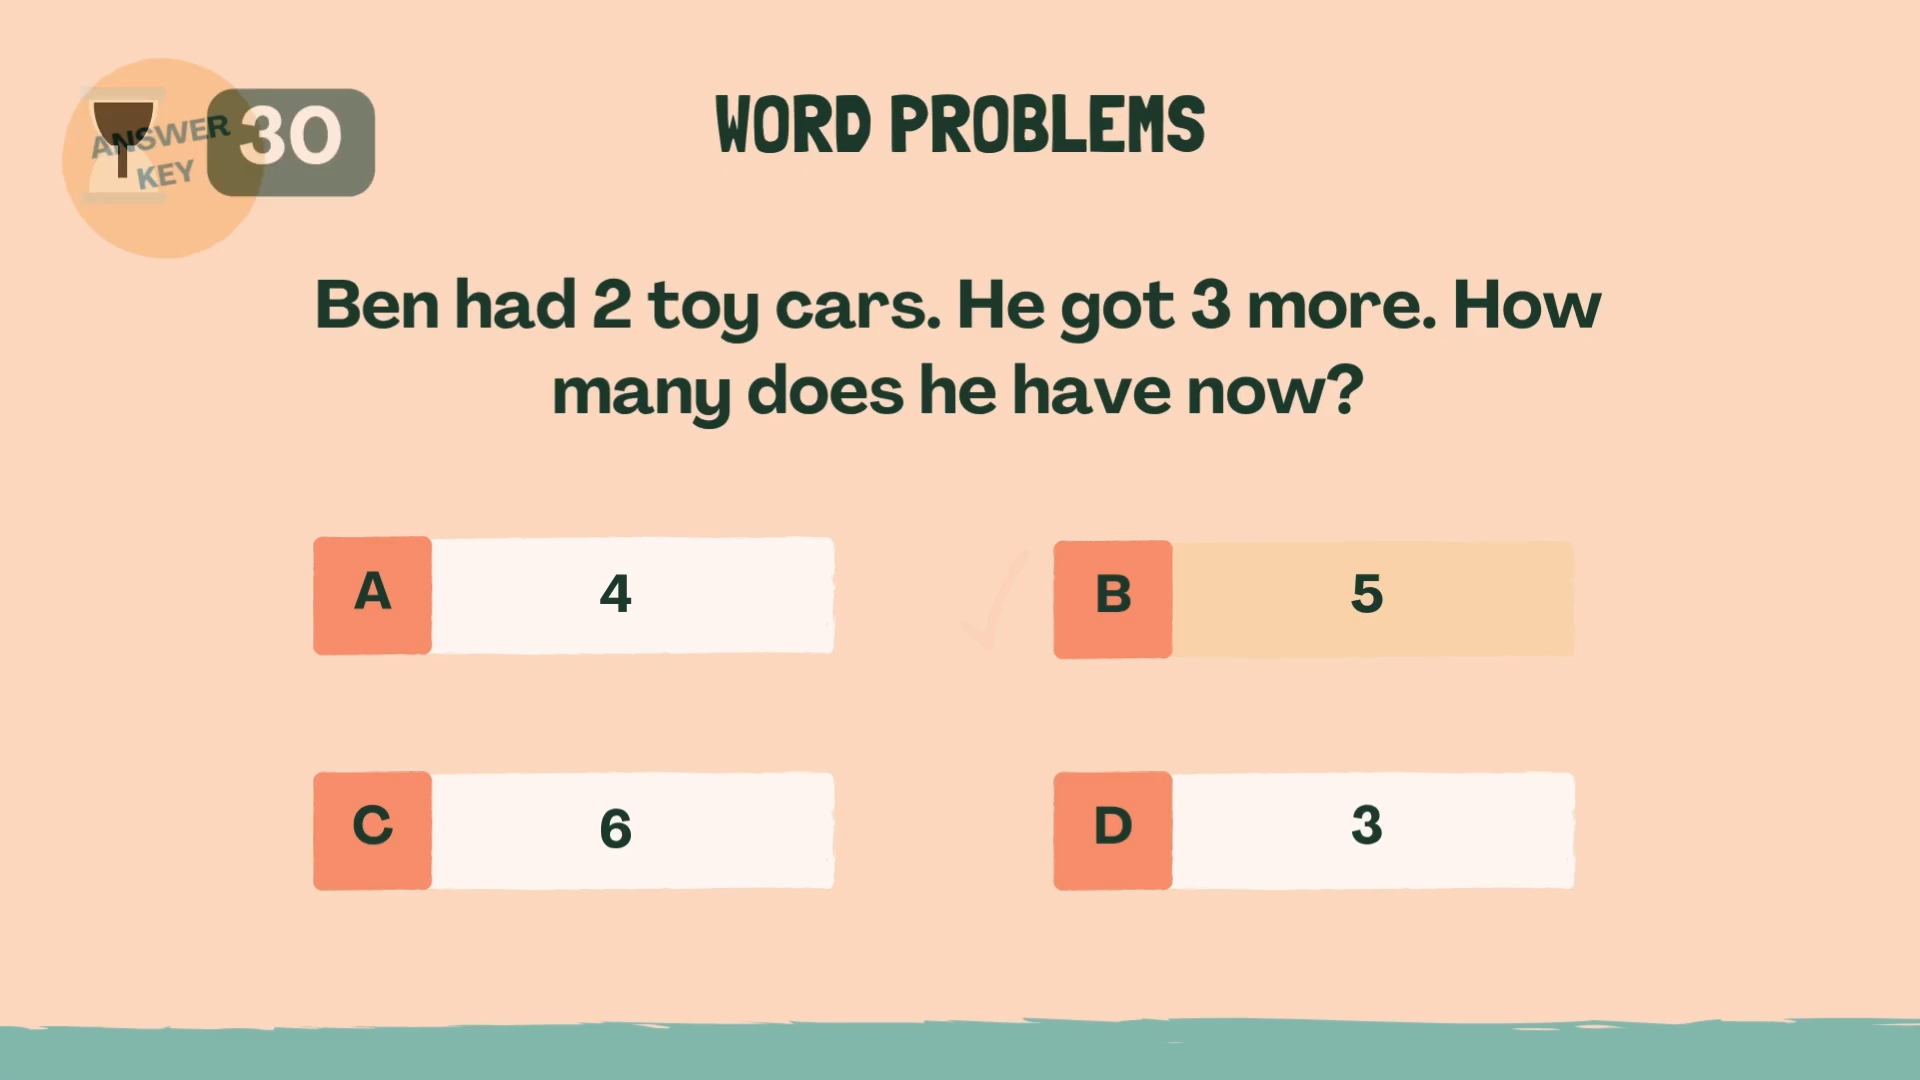 ANSWER
KEY
30
WORD PROBLEMS
Ben had 2 toy cars. He got 3 more. How
many does he have now?
A 4
B 5
C 6
D 3